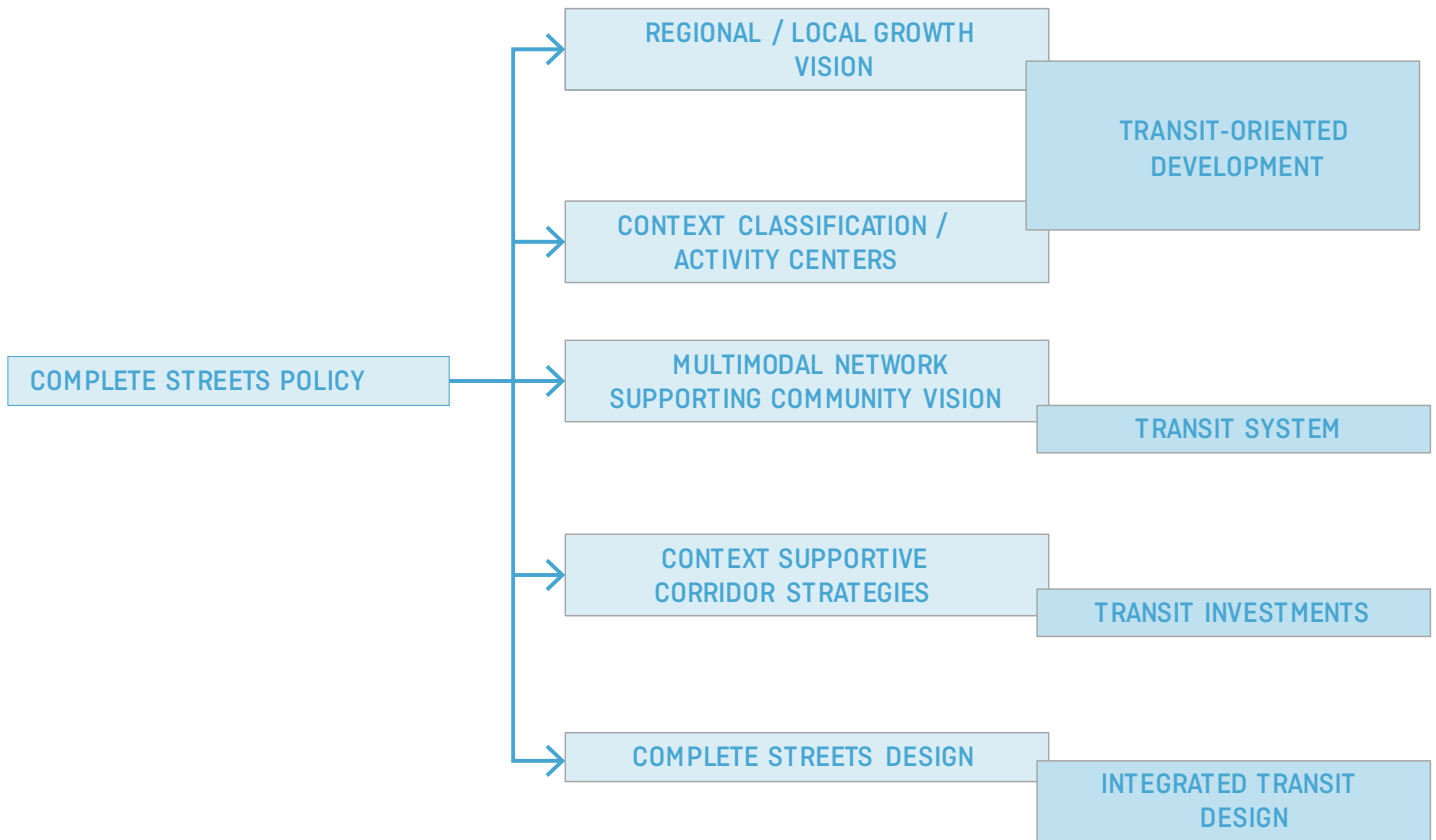 REGIONAL / LOCAL GROWTH
VISION
TRANSIT-ORIENTED
DEVELOPMENT
CONTEXT CLASSIFICATION /
ACTIVITY CENTERS
COMPLETE STREETS POLICY
MULTIMODAL NETWORK
SUPPORTING COMMUNITY VISION
TRANSIT SYSTEM
CONTEXT SUPPORTIVE
CORRIDOR STRATEGIES
TRANSIT INVESTMENTS
COMPLETE STREETS DESIGN
INTEGRATED TRANSIT
DESIGN